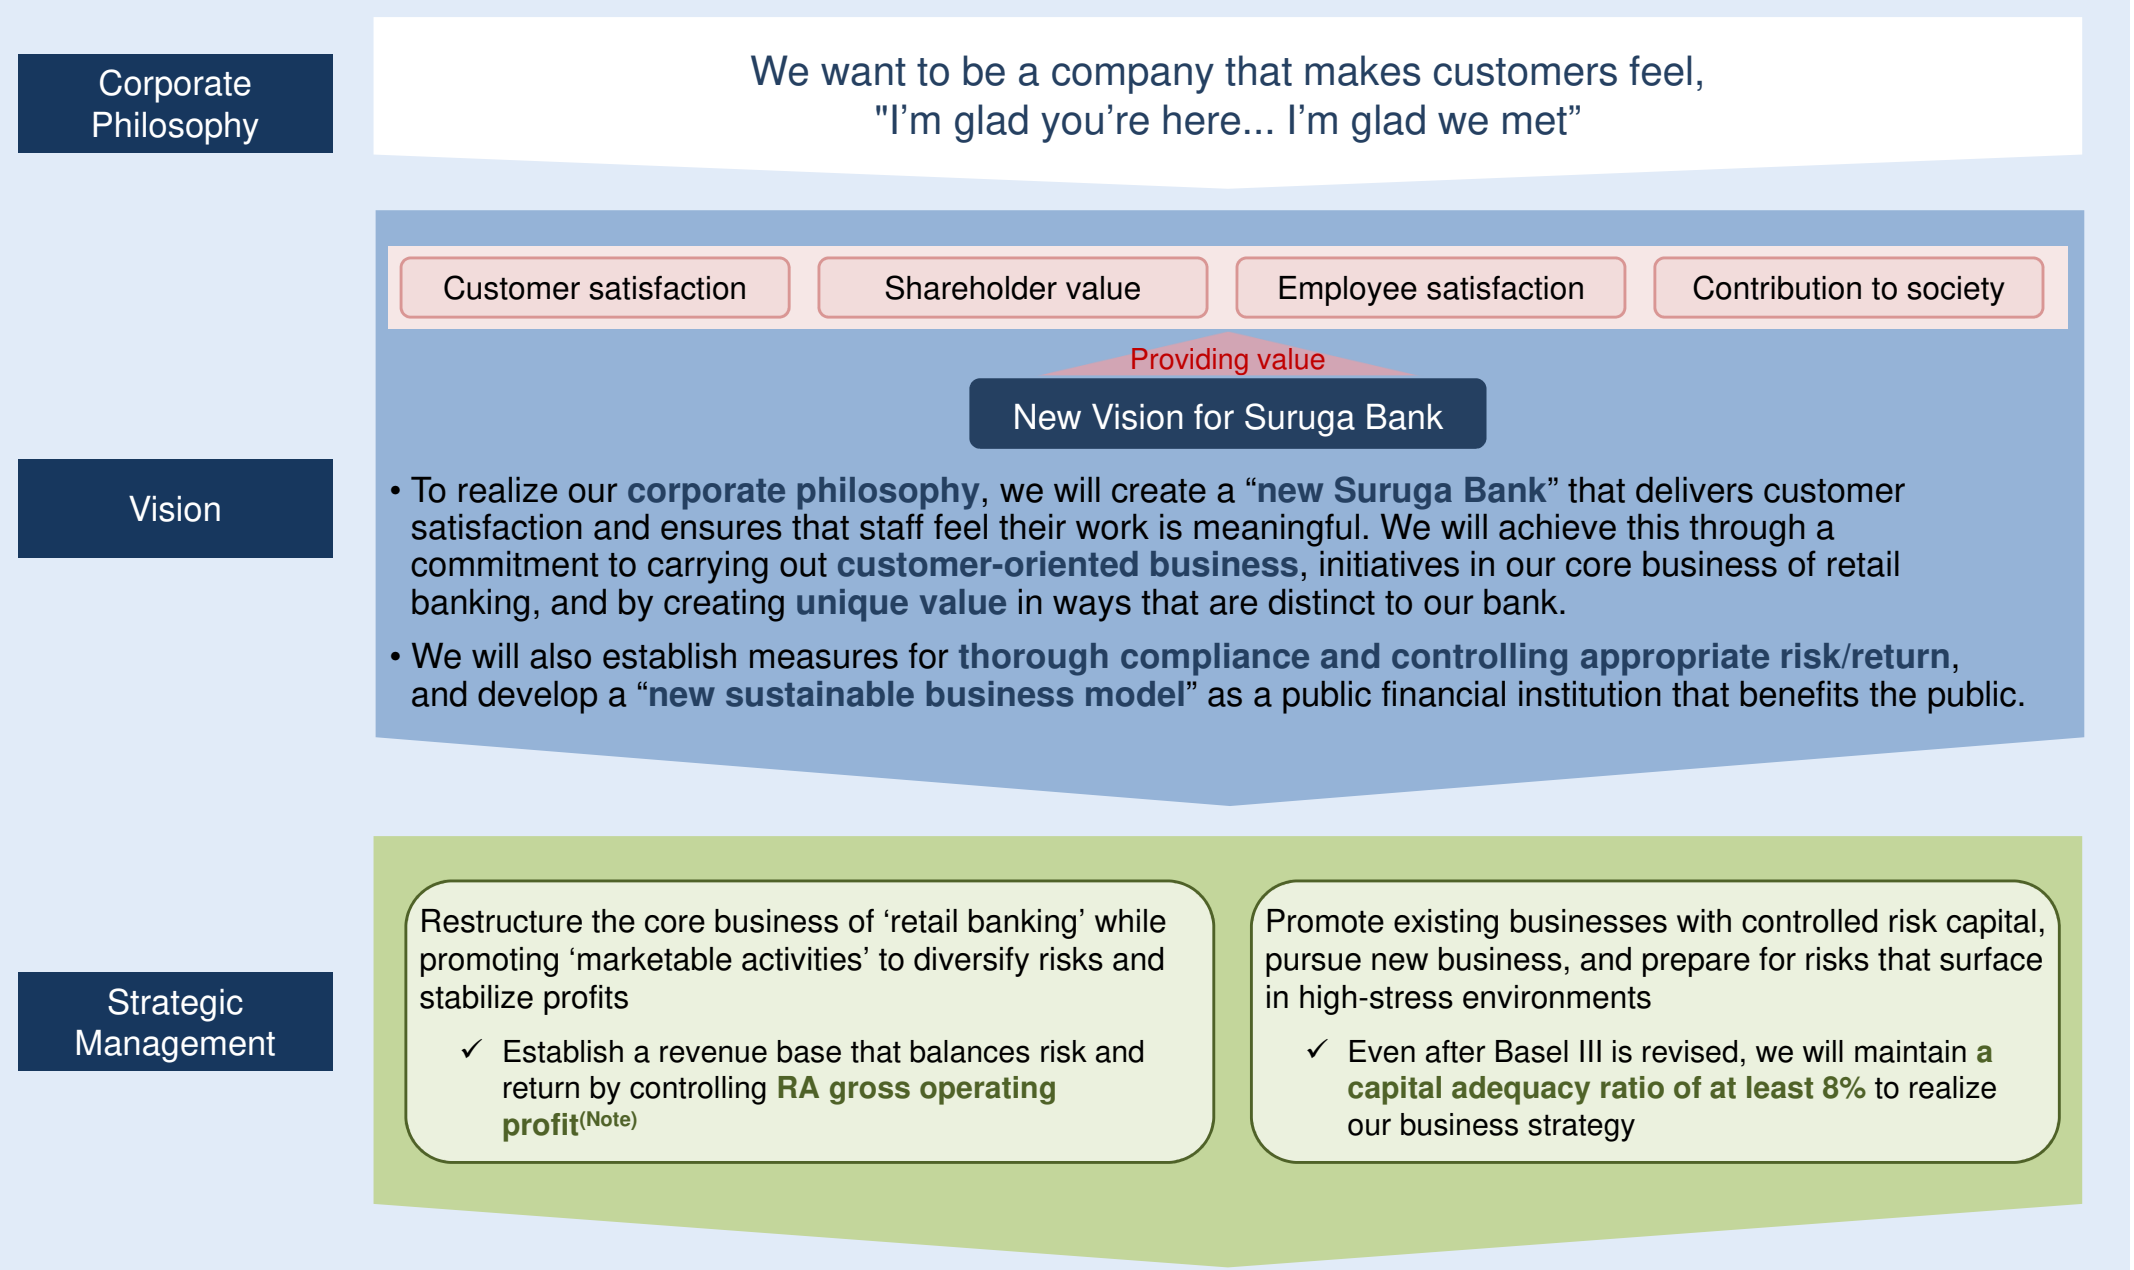 Corporate
Philosophy
We want to be a company that makes customers feel,
"I’m glad you’re here... I’m glad we met”
Customer satisfaction
Shareholder value
Employee satisfaction
Contribution to society
Providing value
New Vision for Suruga Bank
Vision
• To realize our corporate philosophy, we will create a “new Suruga Bank” that delivers customer
satisfaction and ensures that staff feel their work is meaningful. We will achieve this through a
commitment to carrying out customer-oriented business, initiatives in our core business of retail
banking, and by creating unique value in ways that are distinct to our bank.
• We will also establish measures for thorough compliance and controlling appropriate risk/return,
and develop a “new sustainable business model” as a public financial institution that benefits the public.
Strategic
Management
Restructure the core business of ‘retail banking’ while
promoting ‘marketable activities’ to diversify risks and
stabilize profits
✓ Establish a revenue base that balances risk and
return by controlling RA gross operating
profit(Note)
Promote existing businesses with controlled risk capital,
pursue new business, and prepare for risks that surface
in high-stress environments
✓ Even after Basel III is revised, we will maintain a
capital adequacy ratio of at least 8% to realize
our business strategy